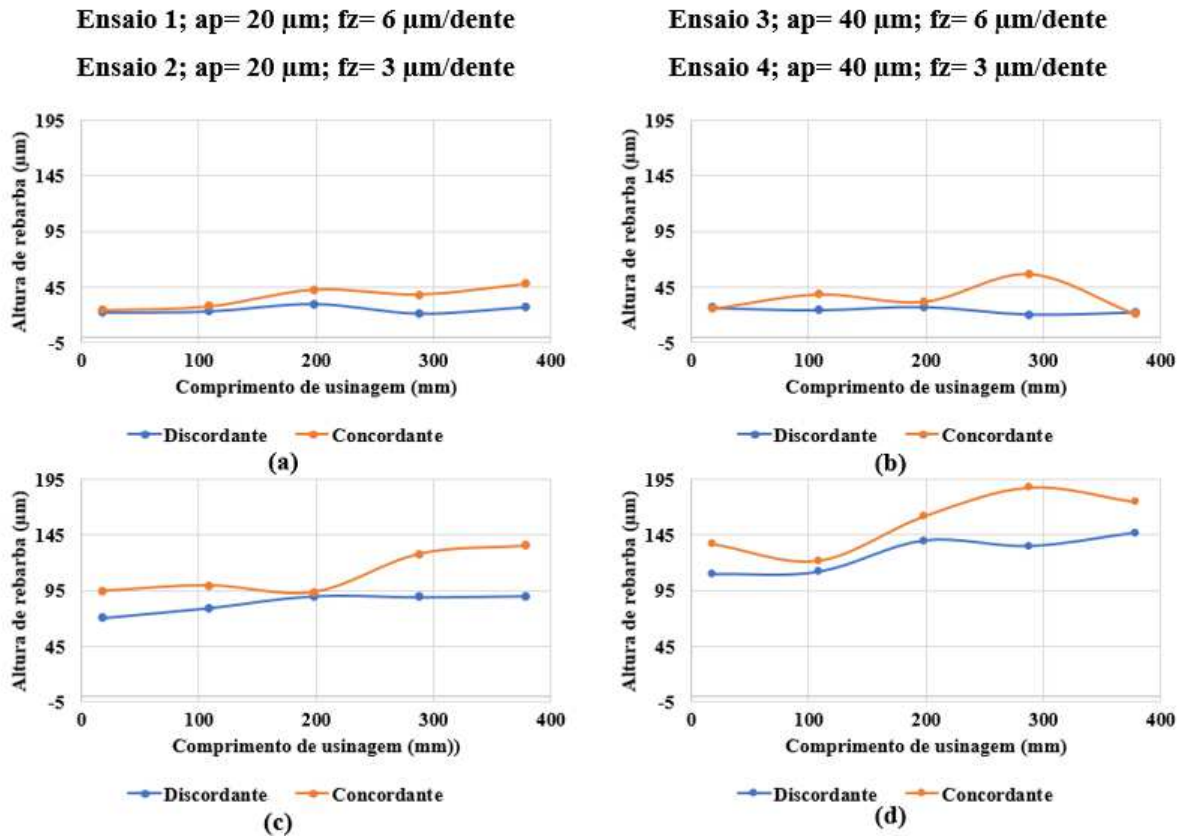 Ensaio 1; ap= 20 μm; fz= 6 μm/dente
Ensaio 3; ap= 40 μm; fz= 6 μm/dente
Ensaio 2; ap= 20 μm; fz= 3 μm/dente
Ensaio 4; ap= 40 μm; fz= 3 μm/dente
Altura de rebarba (μm)
195
145
95
45
-5
0 100 200 300 400
Comprimento de usinagem (mm)
Discordante Concordante
(a)
Altura de rebarba (μm)
195
145
95
45
-5
0 100 200 300 400
Comprimento de usinagem (mm)
Discordante Concordante
(b)
Altura de rebarba (μm)
195
145
95
45
-5
0 100 200 300 400
Comprimento de usinagem (mm))
Discordante Concordante
(c)
Altura de rebarba (μm)
195
145
95
45
-5
0 100 200 300 400
Comprimento de usinagem (mm)
Discordante Concordante
(d)